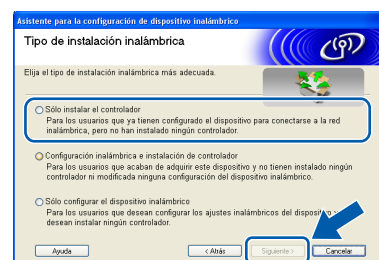 Asistente para la configuración de dispositivo inalámbrico
Tipo de instalación inalámbrica
Elija el tipo de instalación inalámbrica más adecuada.
Sólo instalar el controlador
Para los usuarios que ya tienen configurado el dispositivo para conectarse a la red
inalámbrica, pero no han instalado ningún controlador.
Configuración inalámbrica e instalación de controlador
Para los usuarios que acaban de adquirir este dispositivo y no tienen instalado ningún
controlador ni modificada ninguna configuración del dispositivo inalámbrico.
Sólo configurar el dispositivo inalámbrico
Para los usuarios que desean configurar los ajustes inalámbricos del
desean instalar ningún controlador.
Ayuda < Atrás Siguiente > Cancelar